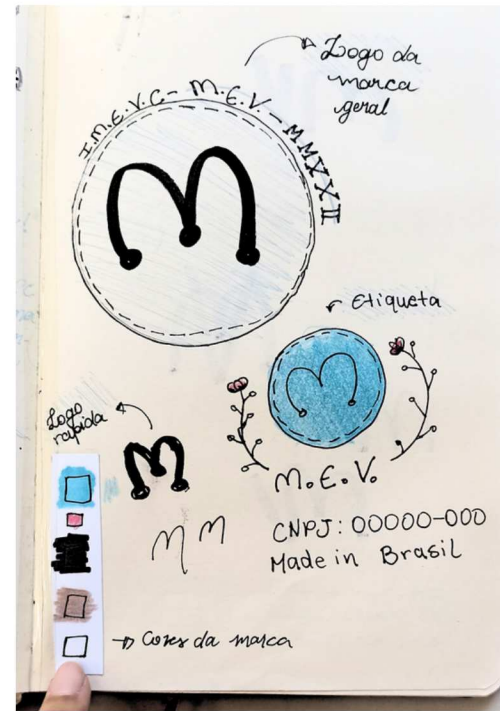 Logo da
marca
geral
I.M.E.V.C - M.E.V. - MMXXII
M
Etiqueta
M
Logo
rápida
M
M.E.V.
M M
CNPJ: 00000-000
Made in Brasil
Cores da marca